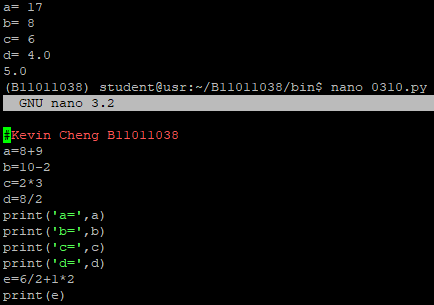 a= 17
b= 8
c= 6
d= 4.0
5.0
(B11011038) student@usr:~/B11011038/bin$ nano 0310.py
GNU nano 3.2
#Kevin Cheng B11011038
a=8+9
b=10-2
c=2*3
d=8/2
print('a=',a)
print('b=',b)
print('c=',c)
print('d=',d)
e=6/2+1*2
print(e)